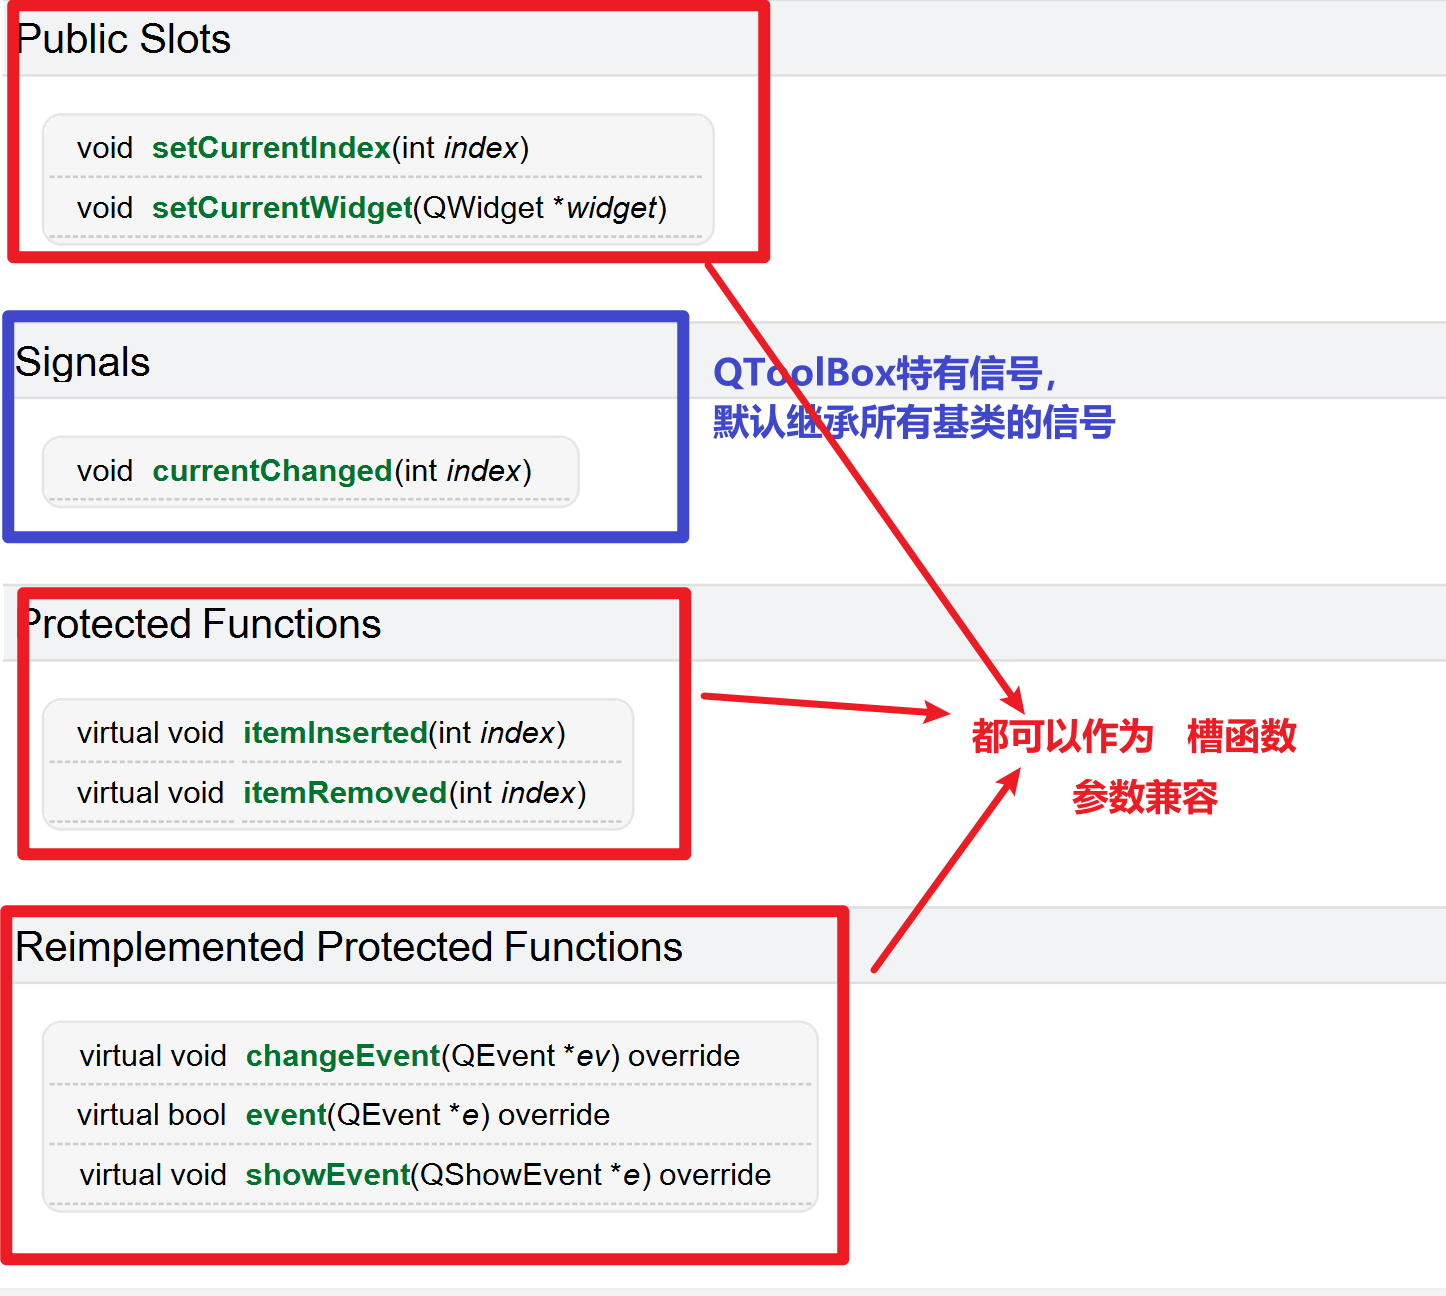 Public Slots
void setCurrentIndex(int index)
void setCurrentWidget(QWidget *widget)
Signals
QToolBox特有信号，
默认继承所有基类的信号
void currentChanged(int index)
Protected Functions
virtual void itemInserted(int index)
virtual void itemRemoved(int index)
都可以作为 槽函数
参数兼容
Reimplemented Protected Functions
virtual void changeEvent(QEvent *ev) override
virtual bool event(QEvent *e) override
virtual void showEvent(QShowEvent *e) override